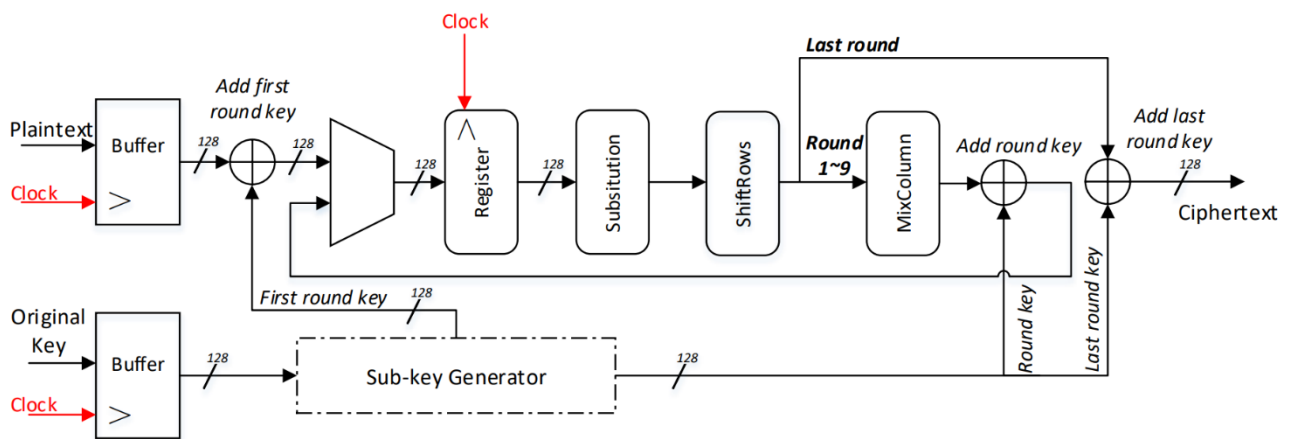 Clock
Last round
Add first
round key
Plaintext
Buffer
128
128
128
Register
128
Subsitution
ShiftRows
Round
1~9
MixColumn
Add round key
Add last
round key
128
Ciphertext
Clock
>
First round key
128
Original
Key
Buffer
128
Sub-key Generator
128
Round key
Last round key
Clock
>